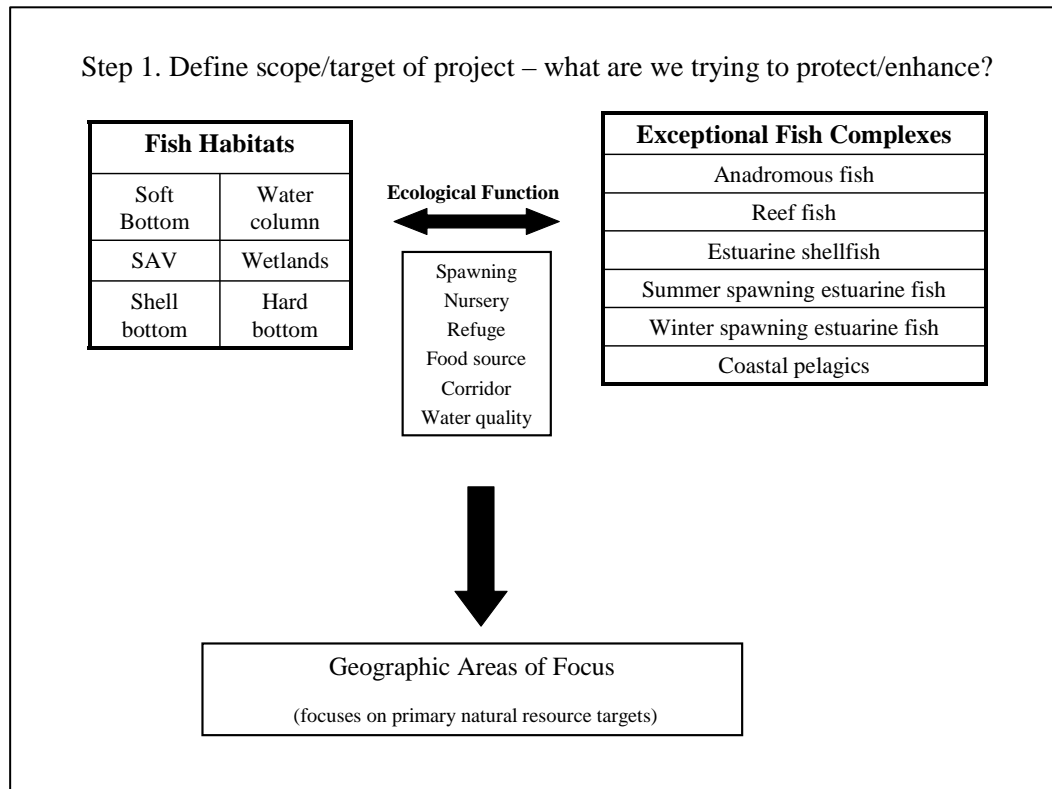 Step 1. Define scope/target of project – what are we trying to protect/enhance?
Fish Habitats
Soft
Bottom
Water
column
SAV
Wetlands
Shell
bottom
Hard
bottom
Ecological Function
Spawning
Nursery
Refuge
Food source
Corridor
Water quality
Exceptional Fish Complexes
Anadromous fish
Reef fish
Estuarine shellfish
Summer spawning estuarine fish
Winter spawning estuarine fish
Coastal pelagics
Geographic Areas of Focus
(focuses on primary natural resource targets)